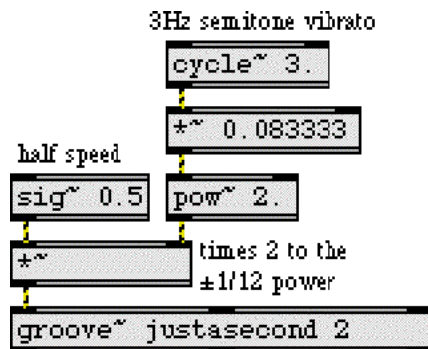 3Hz semitone vibrato
cycle~ 3.
*~ 0.083333
half speed
sig~ 0.5
pow~ 2.
*~
times 2 to the
±1/12 power
groove~ justasecond 2